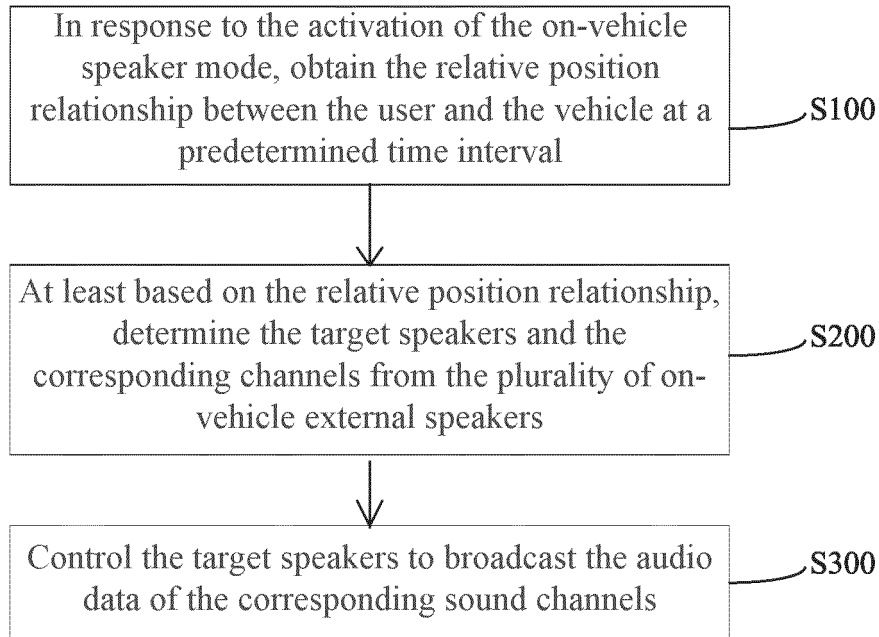 In response to the activation of the on-vehicle
speaker mode, obtain the relative position
relationship between the user and the vehicle at a
predetermined time interval
S100
At least based on the relative position relationship,
determine the target speakers and the
corresponding channels from the plurality of on-
vehicle external speakers
S200
Control the target speakers to broadcast the audio
data of the corresponding sound channels
S300